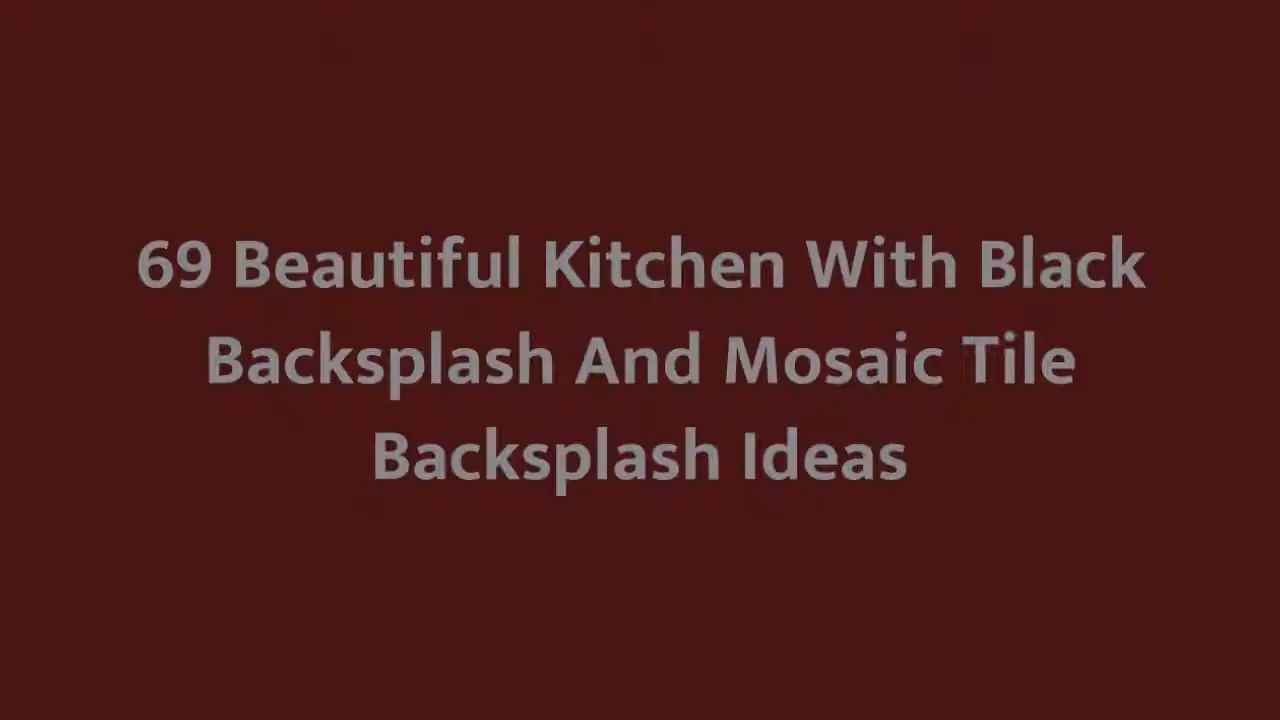 69 Beautiful Kitchen With Black
Backsplash And Mosaic Tile
Backsplash Ideas